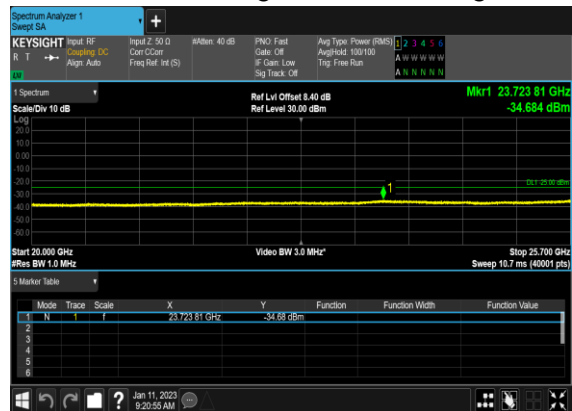 Spectrum Analyzer 1
Swept SA
+
KEYSIGHT Input: RF Input Z: 50 Ω #Atten: 40 dB PNO: Fast Avg Type: Power (RMS) 1 2 3 4 5 6
R T Coupling: DC Corr CCorr Gate: Off Avg|Hold: 100/100 A W W W W W
Align: Auto Freq Ref: Int (S) IF Gain: Low Trig: Free Run
Sig Track: Off A N N N N N
1 Spectrum Ref Lvl Offset 8.40 dB Mkr1 23.723 81 GHz
Scale/Div 10 dB Ref Level 30.00 dBm -34.684 dBm
Log
20.0
10.0
0.00
-10.0
-20.0
DL1 -25.00 dBm
1
-30.0
-40.0
-50.0
-60.0
Start 20.000 GHz Video BW 3.0 MHz* Stop 25.700 GHz
#Res BW 1.0 MHz Sweep 10.7 ms (40001 pts)
5 Marker Table
Mode Trace Scale X Y Function Function Width Function Value
1 N 1 f 23.723 81 GHz -34.68 dBm
2
3
4
5
6
? Jan 11, 2023
9:20:55 AM